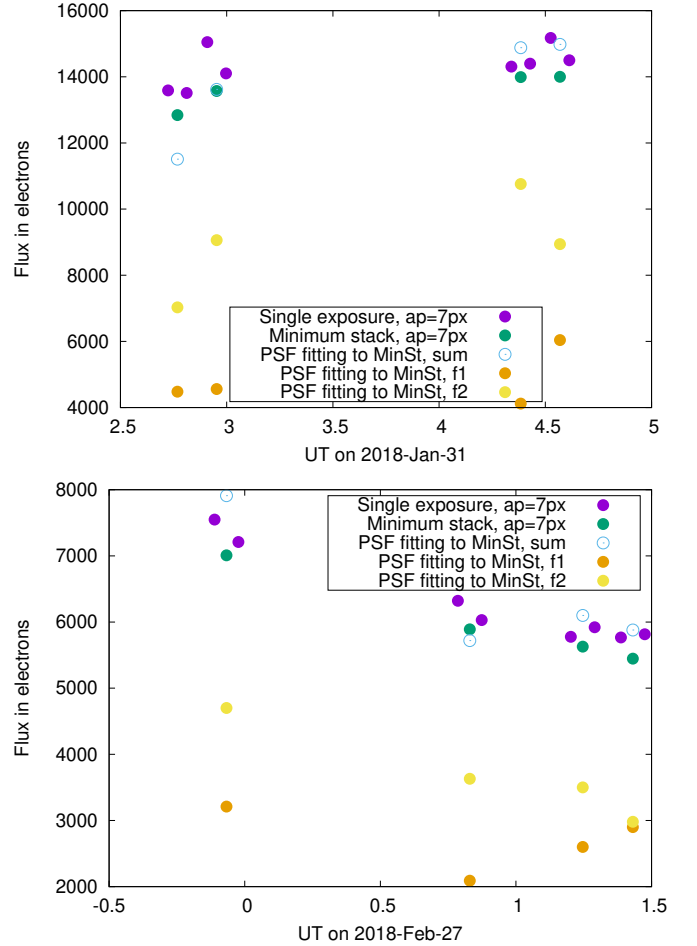 16000
14000
12000
10000
8000
6000
4000
Flux in electrons
Single exposure, ap=7px
Minimum stack, ap=7px
PSF fitting to MinSt, sum
PSF fitting to MinSt, f1
PSF fitting to MinSt, f2
2.5 3 3.5 4 4.5 5
UT on 2018-Jan-31
8000
7000
6000
5000
4000
3000
2000
Flux in electrons
Single exposure, ap=7px
Minimum stack, ap=7px
PSF fitting to MinSt, sum
PSF fitting to MinSt, f1
PSF fitting to MinSt, f2
-0.5 0 0.5 1 1.5
UT on 2018-Feb-27